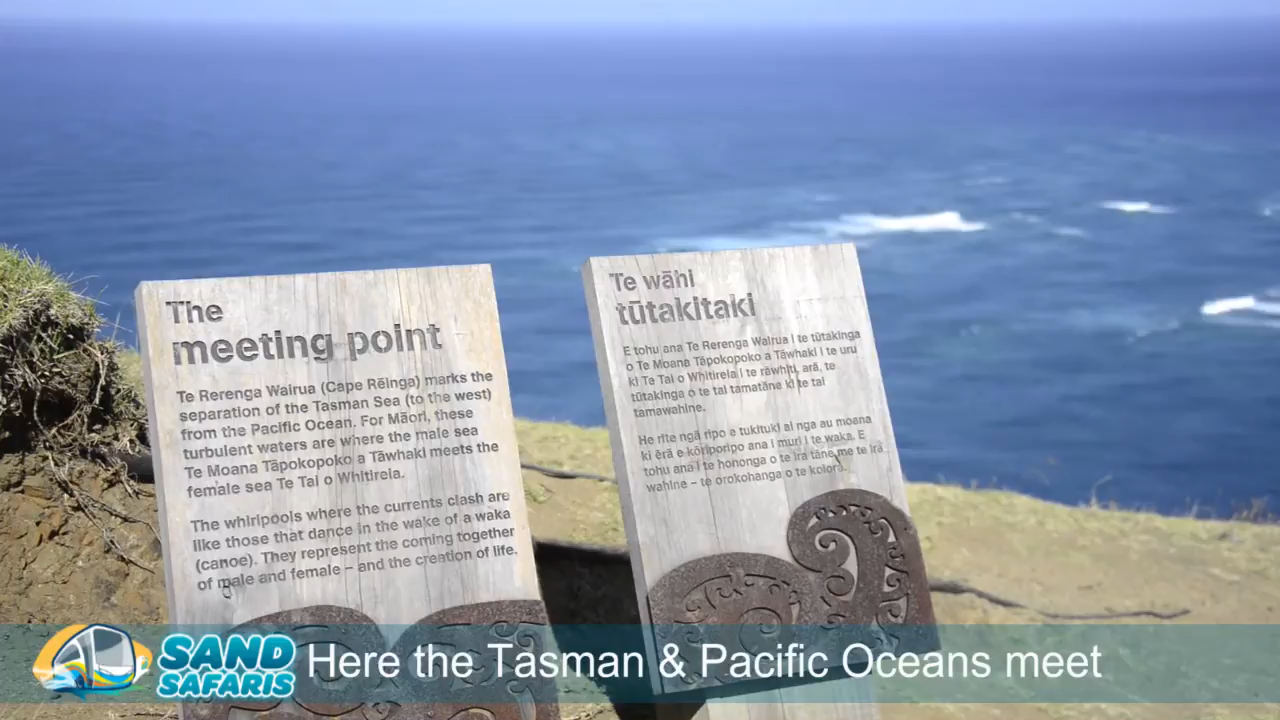 The
meeting point
Te Rerenga Wairua (Cape Rēinga) marks the
separation of the Tasman Sea (to the west)
from the Pacific Ocean. For Māori, these
turbulent waters are where the male sea
Te Moana Tāpokopoko a Tāwhaki meets the
female sea Te Tai o Whitirela.
The whirlpools where the currents clash are
like those that dance in the wake of a waka
(canoe). They represent the coming together
of male and female – and the creation of life.
Te wāhi
tūtakitaki
E tohu ana Te Rerenga Wairua i te tūtakinga
o Te Moana Tāpokopoko a Tāwhaki i te uru
ki Te Tai o Whitirela i te rāwhiti, arā, te
tūtakinga o te tai tamatāne ki te tai
tamawahine.
He rite ngā ripo e tukituki ai nga au moana
ki ērā e kōriporipo ana i muri i te waka. E
tohu ana i te hononga o te ira tāne me te ira
wahine – te orokohanga o te koiora.
SAND
SAFARIS
Here the Tasman & Pacific Oceans meet